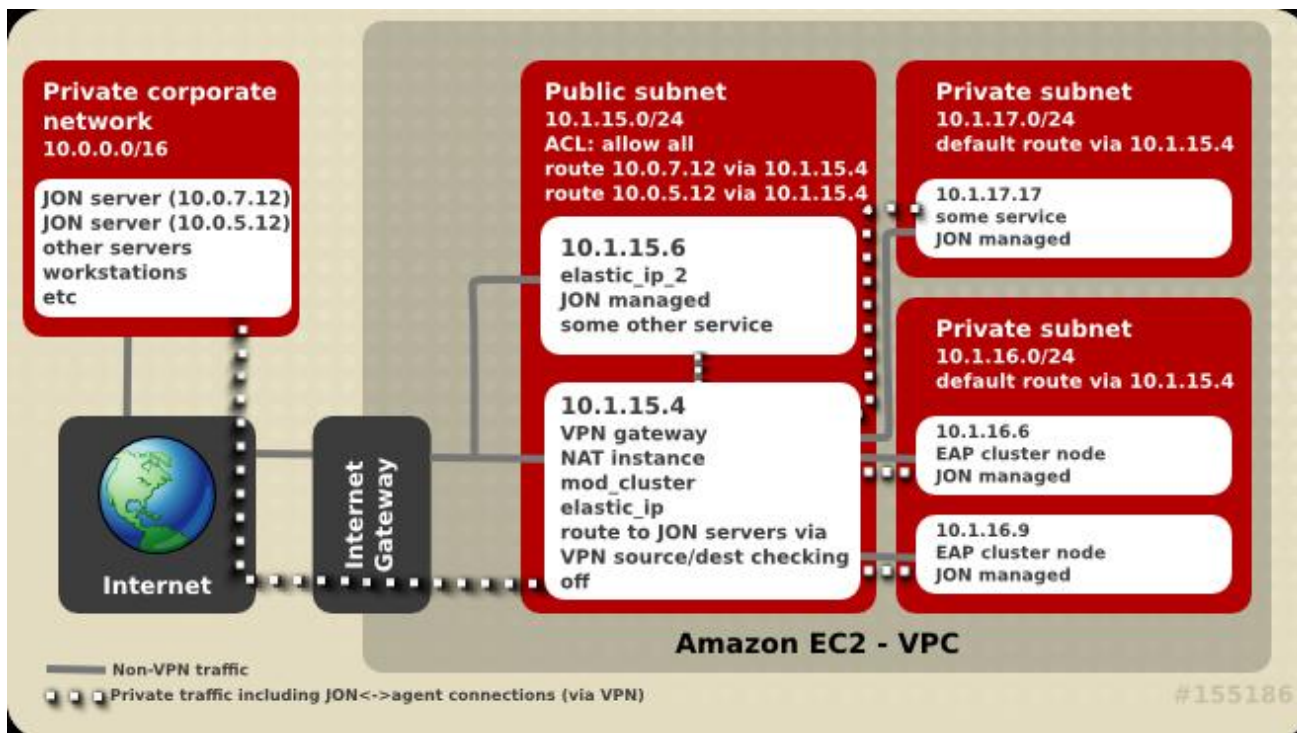 Private corporate
network
10.0.0.0/16
JON server (10.0.7.12)
JON server (10.0.5.12)
other servers
workstations
etc
Internet
Internet
Gateway
Public subnet
10.1.15.0/24
ACL: allow all
route 10.0.7.12 via 10.1.15.4
route 10.0.5.12 via 10.1.15.4
10.1.15.6
elastic_ip_2
JON managed
some other service
10.1.15.4
VPN gateway
NAT instance
mod_cluster
elastic_ip
route to JON servers via
VPN source/dest checking
off
Private subnet
10.1.17.0/24
default route via 10.1.15.4
10.1.17.17
some service
JON managed
Private subnet
10.1.16.0/24
default route via 10.1.15.4
10.1.16.6
EAP cluster node
JON managed
10.1.16.9
EAP cluster node
JON managed
Amazon EC2 - VPC
Non-VPN traffic
Private traffic including JON<->agent connections (via VPN)
#155186